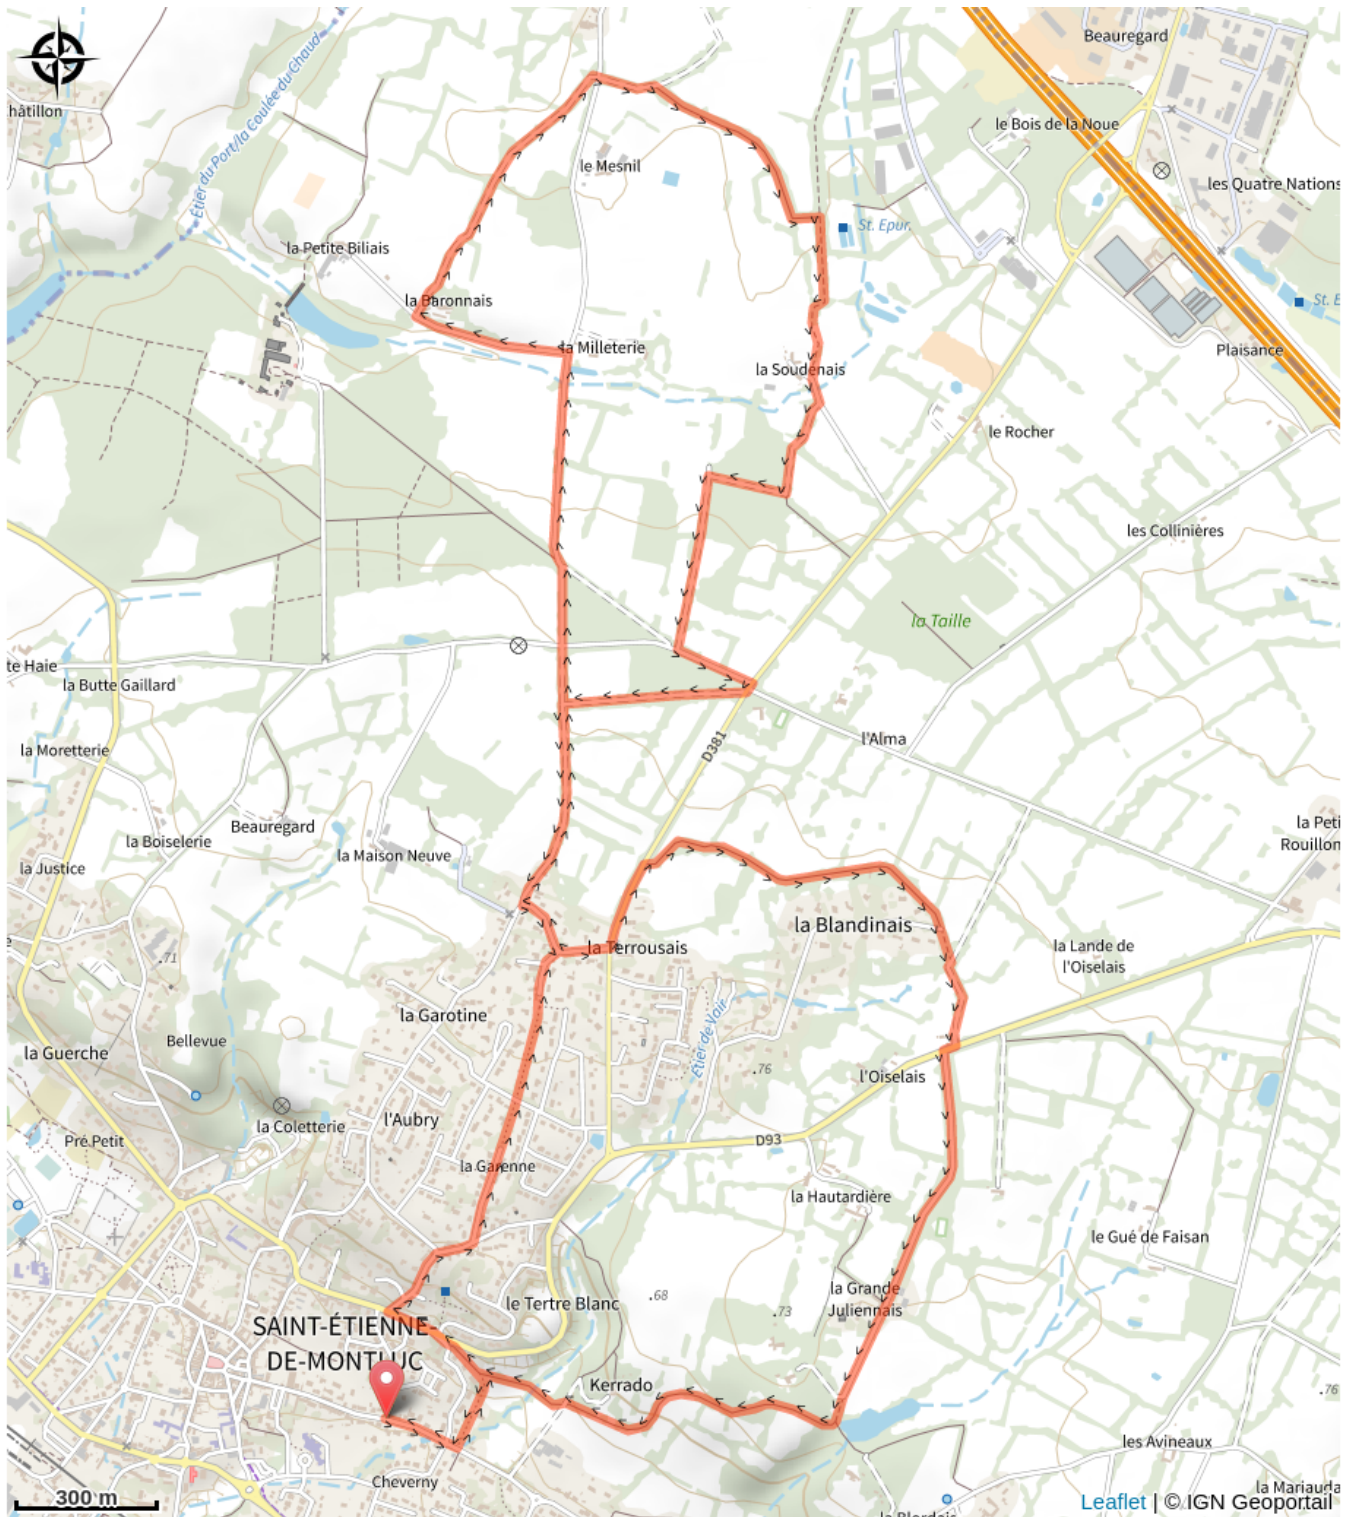 Beauregard
hâtillon
le Bois de la Noue
Étier du Port/la Coulée du Chaud
le Mesnil
les Quatre Nations
St. Epur.
la Petite Biliais
la Baronnais
St. E
la Milleterie
Plaisance
la Soudenais
le Rocher
les Collinières
la Taille
te Haie
la Butte Gaillard
la Moretterie
l'Alma
D381
Beauregard
la Boiselerie
la Peti
Rouillon
la Maison Neuve
la Justice
la Blandinais
la Terrousais
la Lande de
l'Oiselais
.71
la Garotine
Étier de Vair
Bellevue
la Guerche
.76
l'Oiselais
l'Aubry
la Coletterie
Pré Petit
D93
la Garenne
la Hautardière
le Gué de Faisan
la Grande
Juliennais
.68
.73
le Tertre Blanc
SAINT-ÉTIENNE-
DE-MONTLUC
Kerrado
.76
les Avineaux
Cheverny
la Mariauda
300 m
Leaflet | © IGN Geoportail